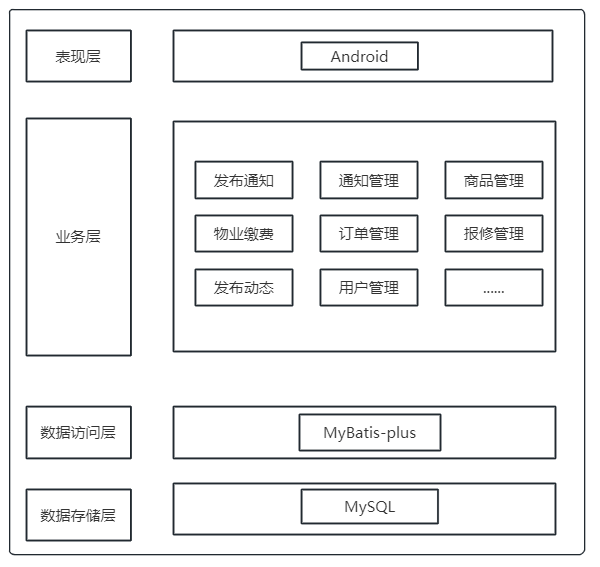 表现层
Android
业务层
发布通知
通知管理
商品管理
物业缴费
订单管理
报修管理
发布动态
用户管理
……
数据访问层
MyBatis-plus
数据存储层
MySQL